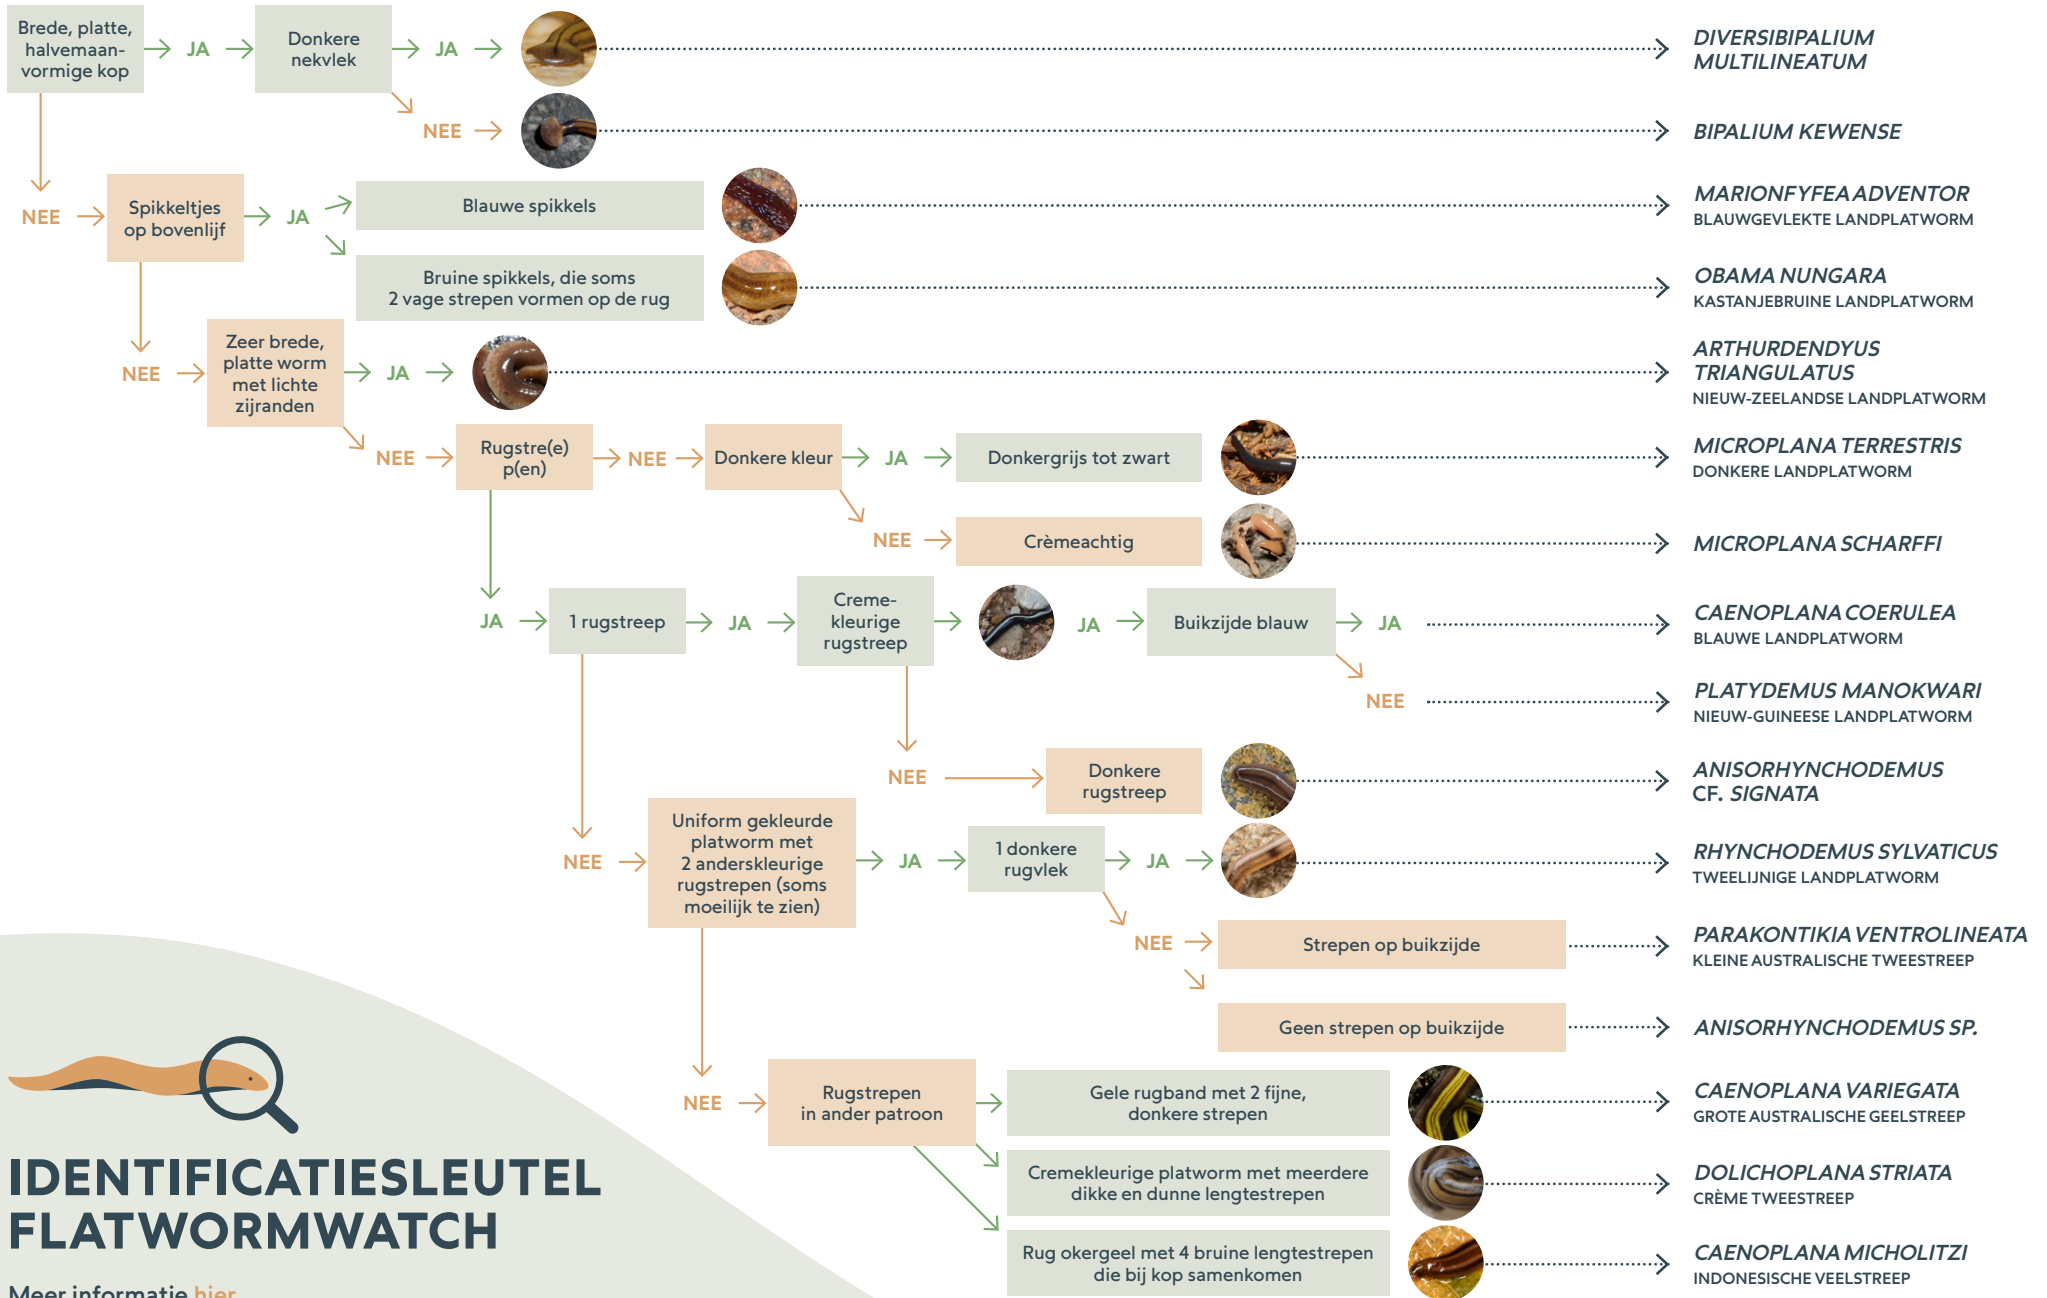 Brede, platte,
halvemaan-
vormige kop
JA
Donkere
nekvlek
JA
DIVERSIBIPALIUM
MULTILINEATUM
NEE
BIPALIUM KEWENSE
NEE
Spikkeltjes
op bovenlijf
JA
Blauwe spikkels
MARIONFYFEA ADVENTOR
BLAUWGEVLEKTE LANDPLATWORM
Bruine spikkels, die soms
2 vage strepen vormen op de rug
OBAMA NUNGARA
KASTANJEBRUINE LANDPLATWORM
NEE
Zeer brede,
platte worm
met lichte
zijranden
JA
ARTHURDENDYUS
TRIANGULATUS
NIEUW-ZEELANDSE LANDPLATWORM
NEE
Rugstre(e)
p(en)
NEE
Donkere kleur
JA
Donkergrijs tot zwart
MICROPLANA TERRESTRIS
DONKERE LANDPLATWORM
NEE
Crèmeachtig
MICROPLANA SCHARFFI
JA
1 rugstreep
JA
Creme-
kleurige
rugstreep
JA
Buikzijde blauw
JA
CAENOPLANA COERULEA
BLAUWE LANDPLATWORM
NEE
PLATYDEMUS MANOKWARI
NIEUW-GUINEESE LANDPLATWORM
NEE
Donkere
rugstreep
ANISORHYNCHODEMUS
CF. SIGNATA
NEE
Uniform gekleurde
platworm met
2 anderskleurige
rugstrepen (soms
moeilijk te zien)
JA
1 donkere
rugvlek
JA
RHYNCHODEMUS SYLVATICUS
TWEELIJNIGE LANDPLATWORM
NEE
Strepen op buikzijde
PARAKONTIKIA VENTROLINEATA
KLEINE AUSTRALISCHE TWEESTREEP
Geen strepen op buikzijde
ANISORHYNCHODEMUS SP.
NEE
Rugstrepen
in ander patroon
Gele rugband met 2 fijne,
donkere strepen
CAENOPLANA VARIEGATA
GROTE AUSTRALISCHE GEELSTREEP
Cremekleurige platworm met meerdere
dikke en dunne lengtestrepen
DOLICHOPLANA STRIATA
CRÈME TWEESTREEP
Rug okergeel met 4 bruine lengtestrepen
die bij kop samenkomen
CAENOPLANA MICHOLITZI
INDONESISCHE VEELSTREEP
IDENTIFICATIESLEUTEL
FLATWORMWATCH
Meer informatie hier